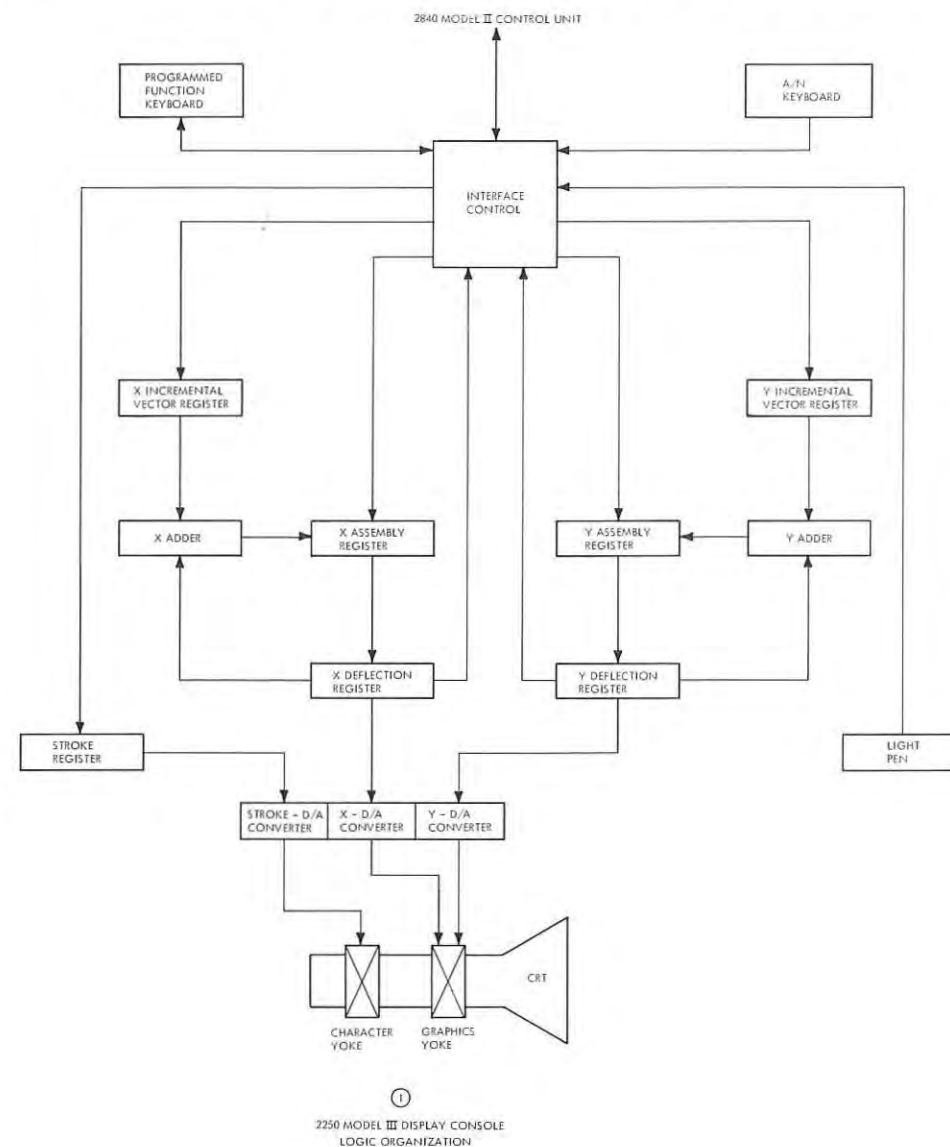 2840 MODEL II CONTROL UNIT
PROGRAMMED
FUNCTION
KEYBOARD
A/N
KEYBOARD
INTERFACE
CONTROL
X INCREMENTAL
VECTOR REGISTER
Y INCREMENTAL
VECTOR REGISTER
X ADDER
X ASSEMBLY
REGISTER
Y ASSEMBLY
REGISTER
Y ADDER
X DEFLECTION
REGISTER
Y DEFLECTION
REGISTER
STROKE
REGISTER
LIGHT
PEN
STROKE - D/A
CONVERTER
X - D/A
CONVERTER
Y - D/A
CONVERTER
CRT
CHARACTER
YOKE
GRAPHICS
YOKE
1
2250 MODEL III DISPLAY CONSOLE
LOGIC ORGANIZATION